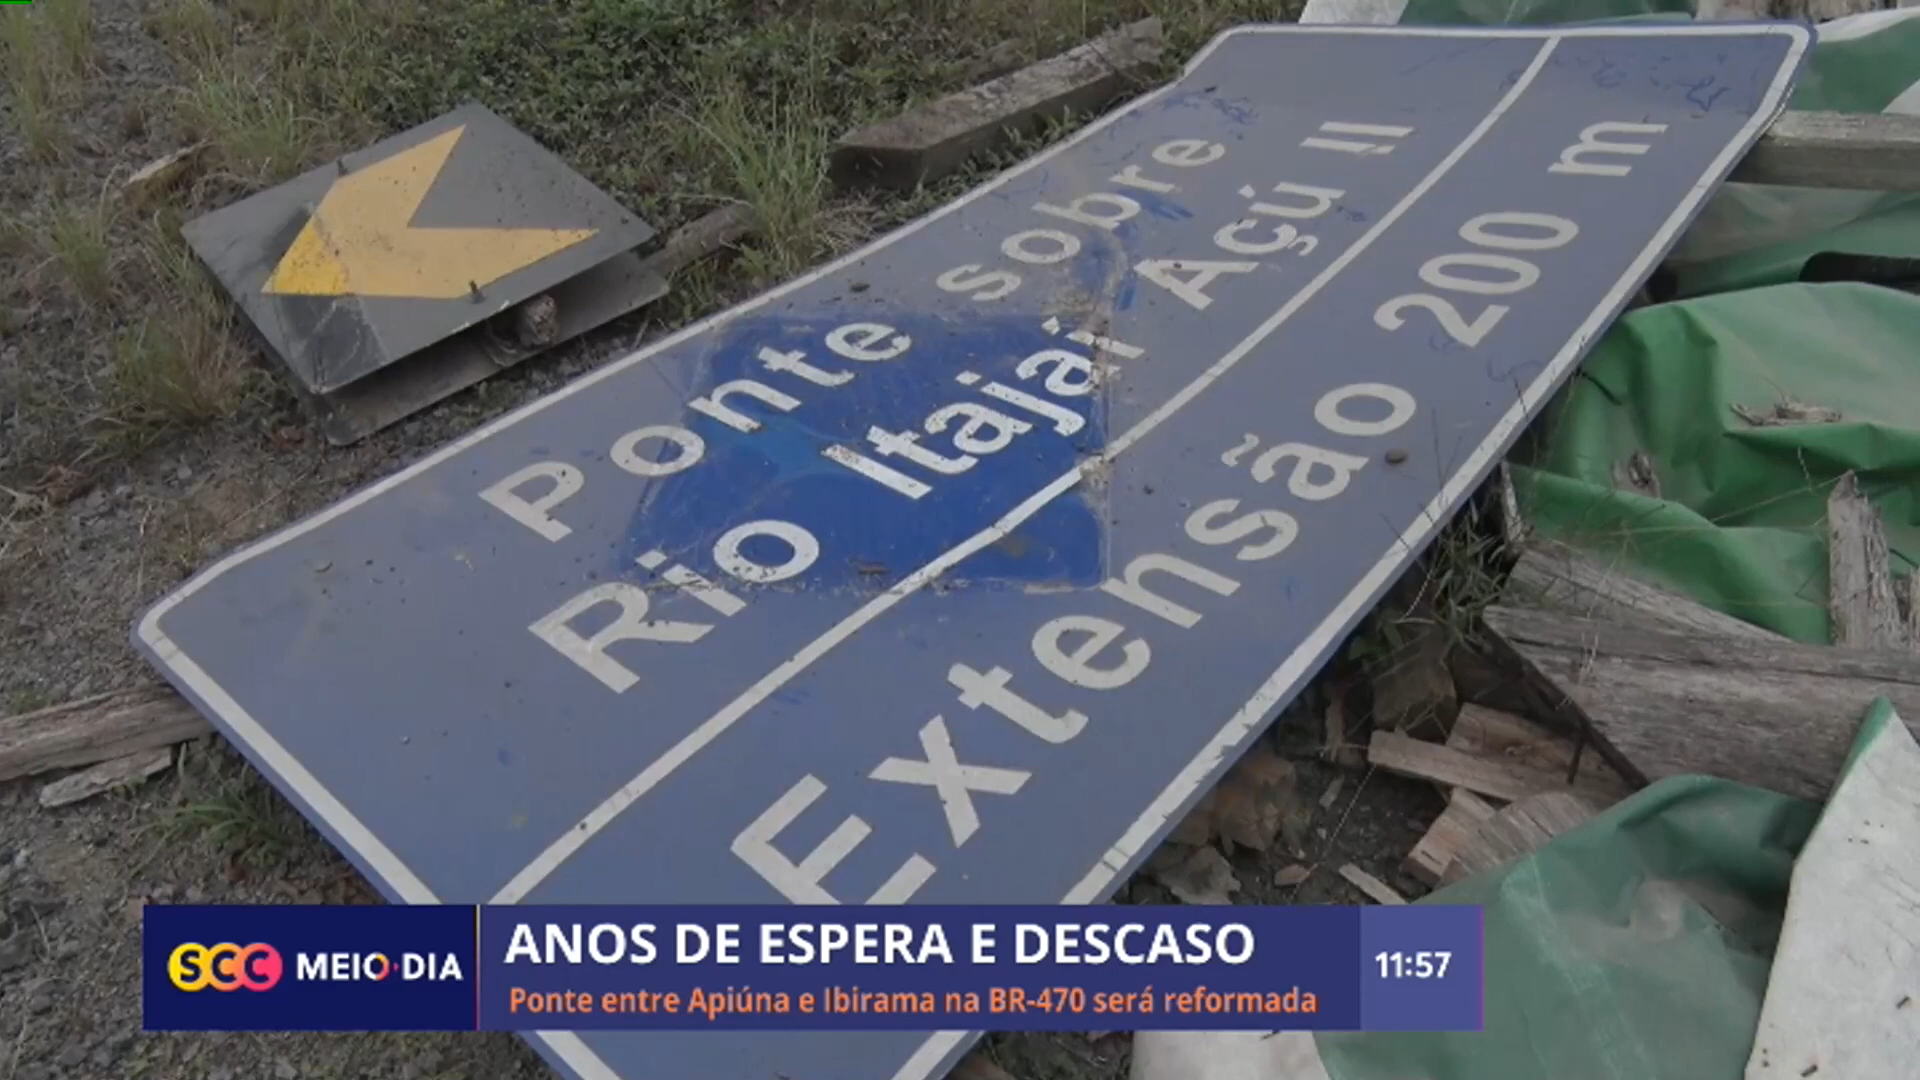 Ponte sobre
Rio Itajaí Açú II
Extensão 200 m
SCC MEIO-DIA
ANOS DE ESPERA E DESCASO
Ponte entre Apiúna e Ibirama na BR-470 será reformada
11:57